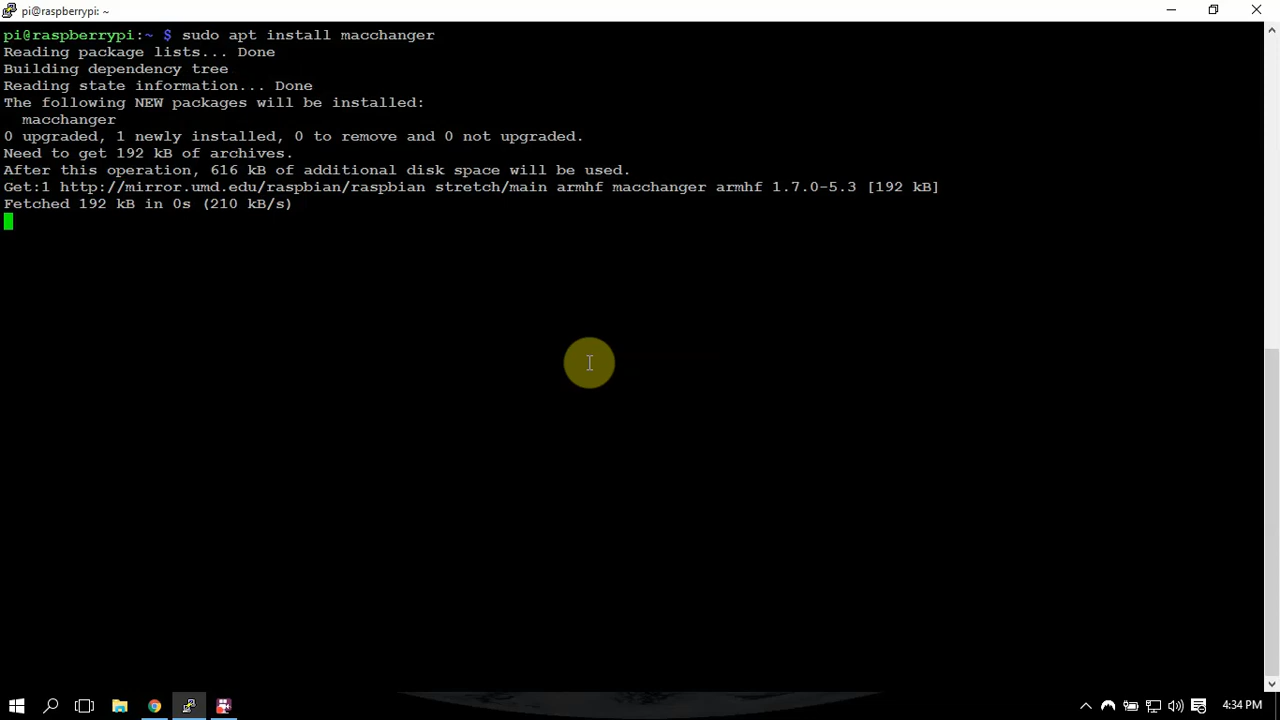 pi@raspberrypi: ~
pi@raspberrypi:~ $ sudo apt install macchanger
Reading package lists... Done
Building dependency tree
Reading state information... Done
The following NEW packages will be installed:
  macchanger
0 upgraded, 1 newly installed, 0 to remove and 0 not upgraded.
Need to get 192 kB of archives.
After this operation, 616 kB of additional disk space will be used.
Get:1 http://mirror.umd.edu/raspbian/raspbian stretch/main armhf macchanger armhf 1.7.0-5.3 [192 kB]
Fetched 192 kB in 0s (210 kB/s)
4:34 PM